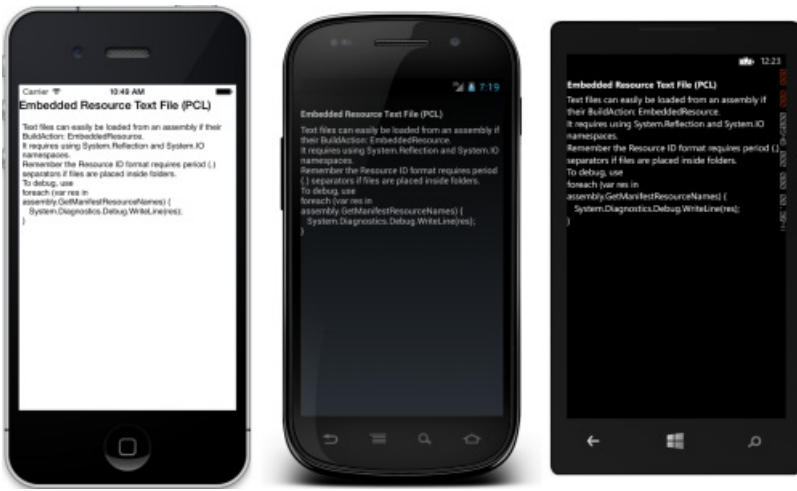 Carrier
10:49 AM
Embedded Resource Text File (PCL)
Text files can easily be loaded from an assembly if their
BuildAction: EmbeddedResource.
It requires using System.Reflection and System.IO
namespaces.
Remember the Resource ID format requires period (.)
separators if files are placed inside folders.
To debug, use
foreach (var res in
assembly.GetManifestResourceNames) {
System.Diagnostics.Debug.WriteLine(res);
}
7:19
Embedded Resource Text File (PCL)
Text files can easily be loaded from an assembly if
their BuildAction: EmbeddedResource.
It requires using System.Reflection and System.IO
namespaces.
Remember the Resource ID format requires period
(.) separators if files are placed inside folders.
To debug, use
foreach (var res in
assembly.GetManifestResourceNames) {
System.Diagnostics.Debug.WriteLine(res);
}
12:23
Embedded Resource Text File (PCL)
Text files can easily be loaded from an assembly if
their BuildAction: EmbeddedResource.
It requires using System.Reflection and System.IO
namespaces.
Remember the Resource ID format requires period (.)
separators if files are placed inside folders.
To debug, use
foreach (var res in
assembly.GetManifestResourceNames) {
System.Diagnostics.Debug.WriteLine(res);
}